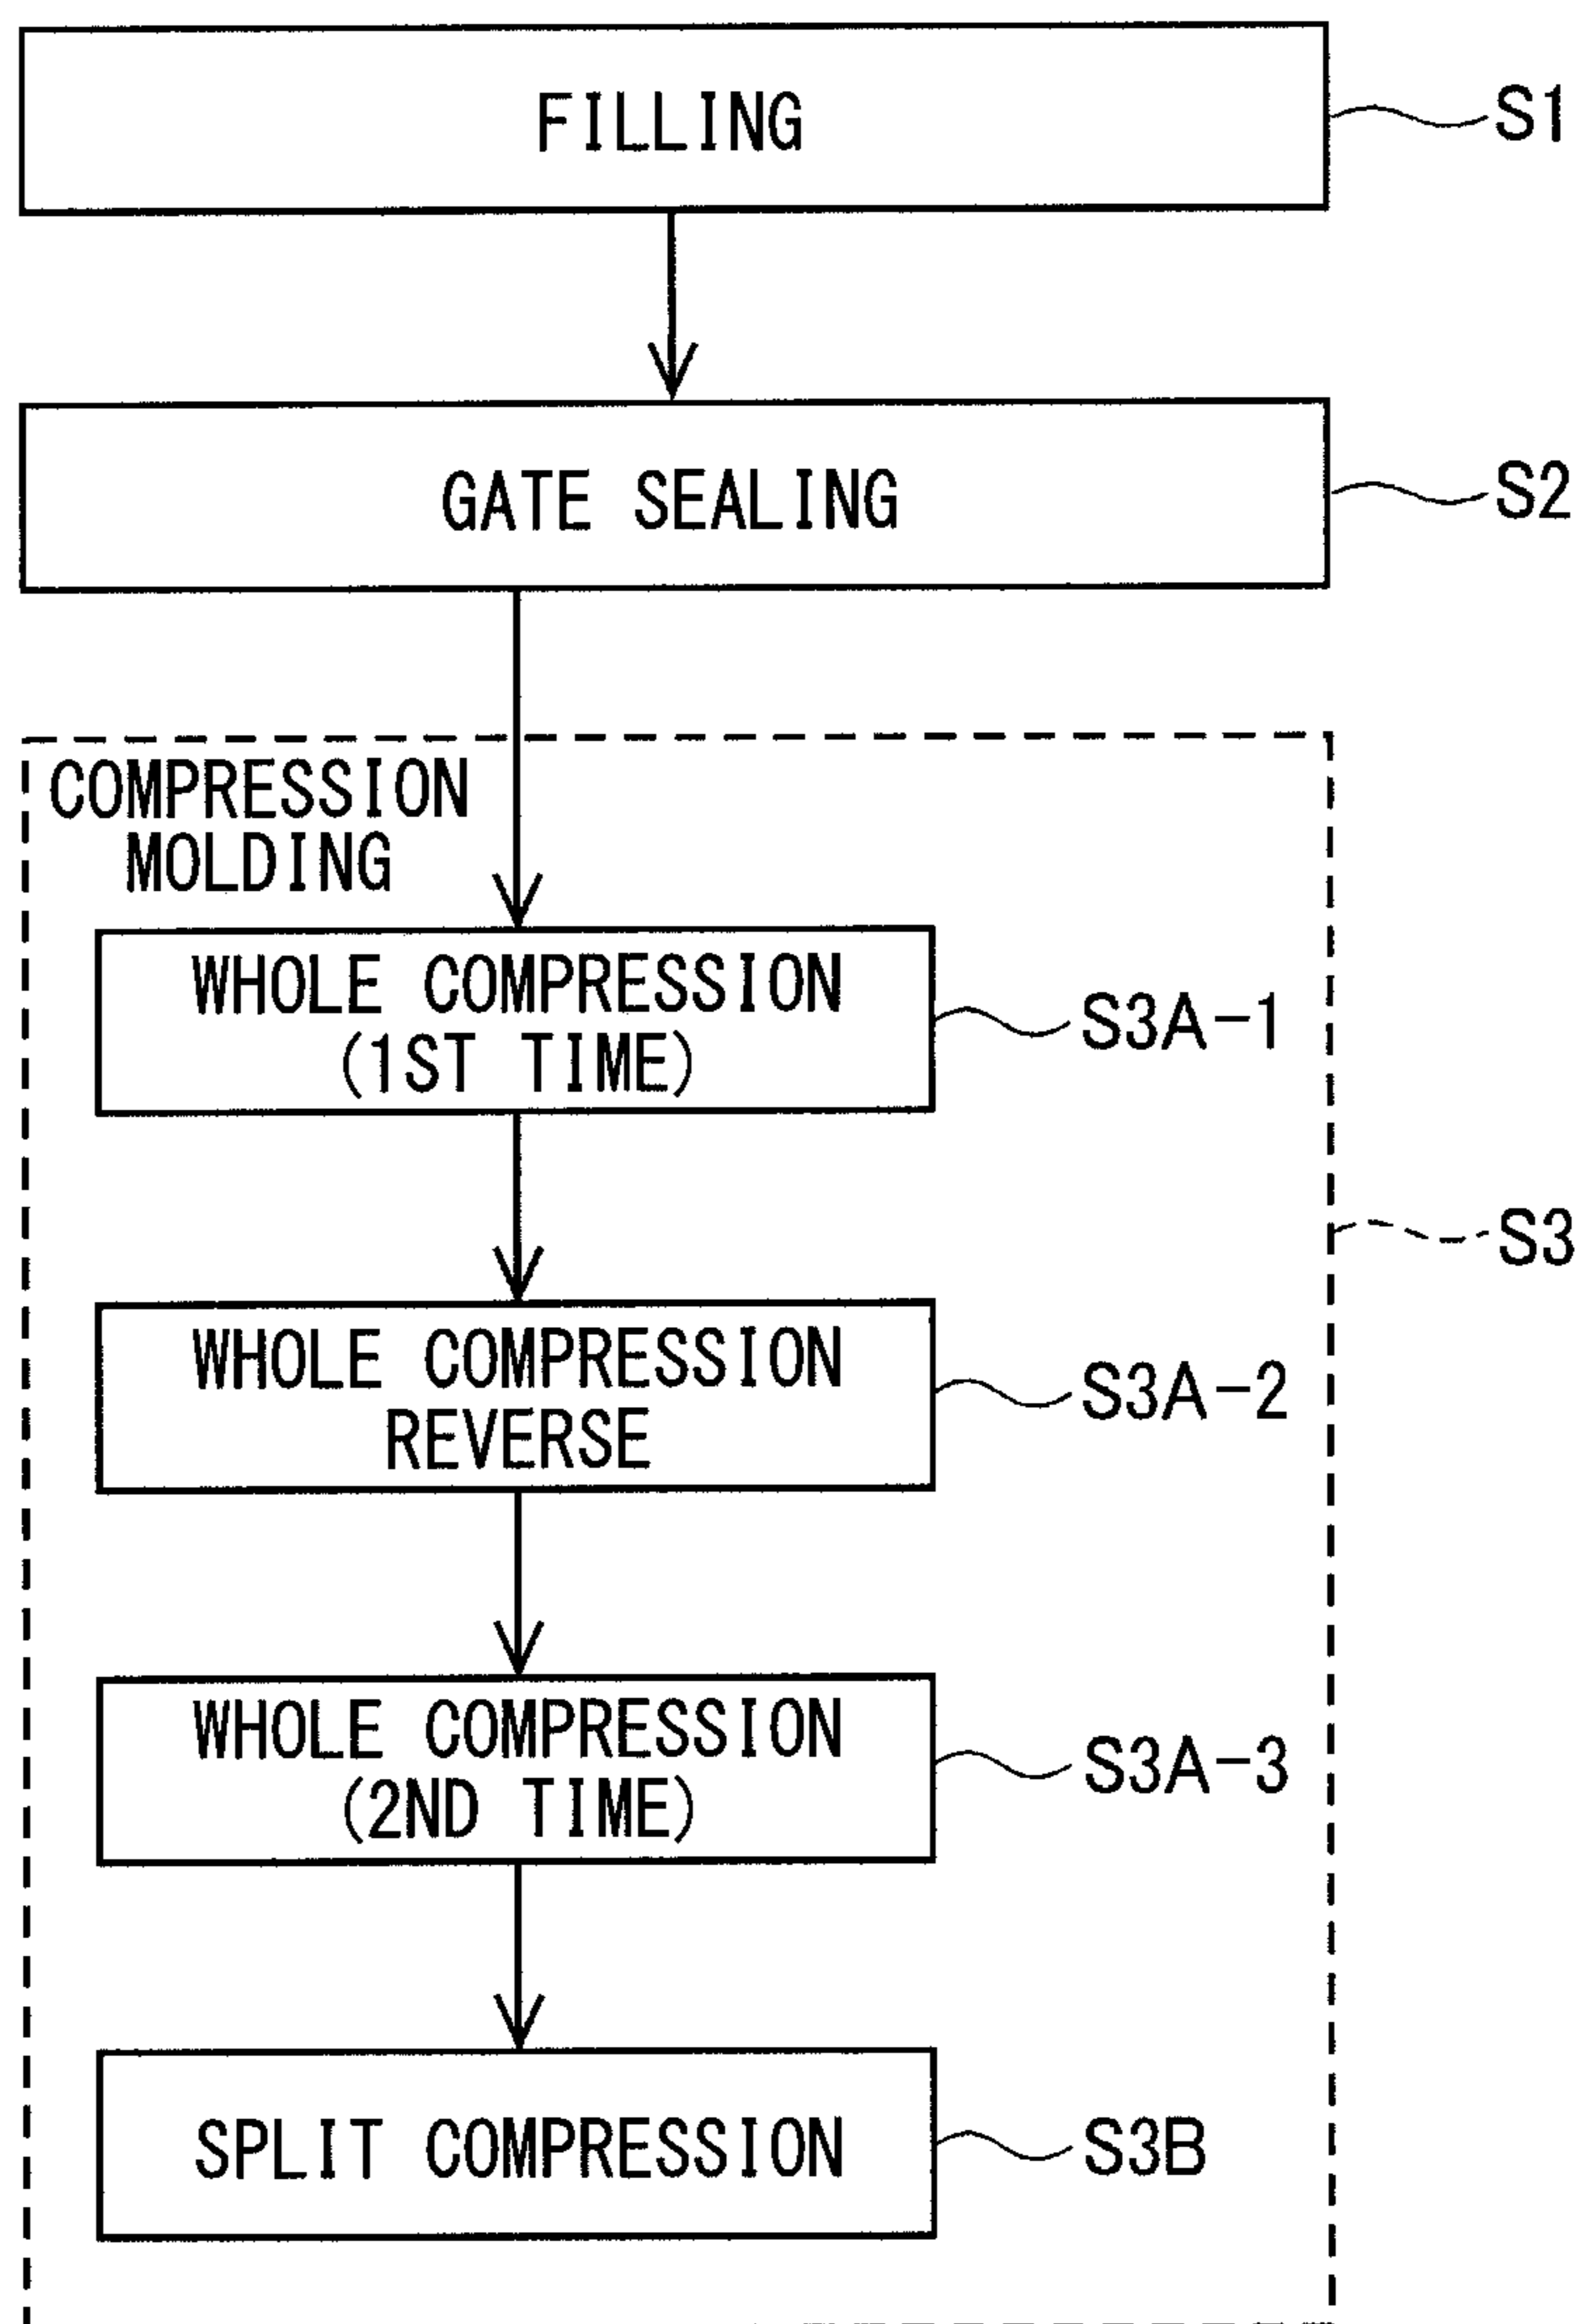 FILLING
S1
GATE SEALING
S2
COMPRESSION
MOLDING
WHOLE COMPRESSION
(1ST TIME)
S3A-1
S3
WHOLE COMPRESSION
REVERSE
S3A-2
WHOLE COMPRESSION
(2ND TIME)
S3A-3
SPLIT COMPRESSION
S3B